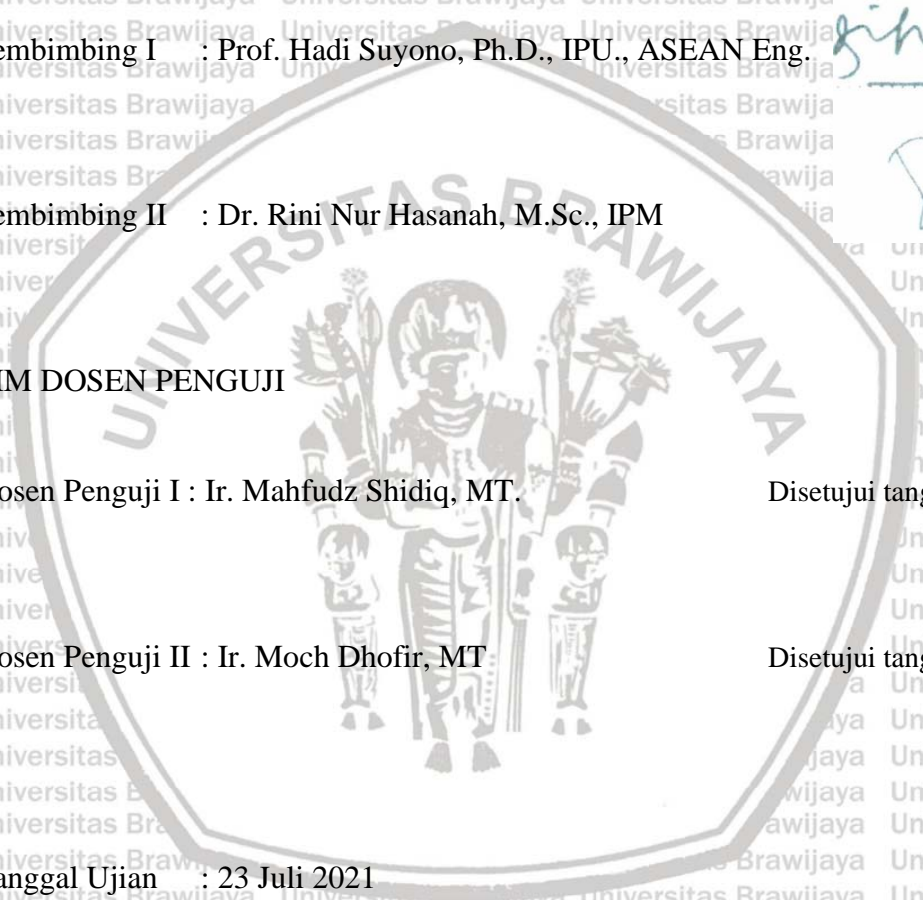 embimbing I : Prof. Hadi Suyono, Ph.D., IPU., ASEAN Eng.
embimbing II : Dr. Rini Nur Hasanah, M.Sc., IPM
UNIVERSITAS BRAWIJAYA
IM DOSEN PENGUJI
osen Penguji I : Ir. Mahfudz Shidiq, MT. Disetujui tang
osen Penguji II : Ir. Moch Dhofir, MT Disetujui tang
anggal Ujian : 23 Juli 2021